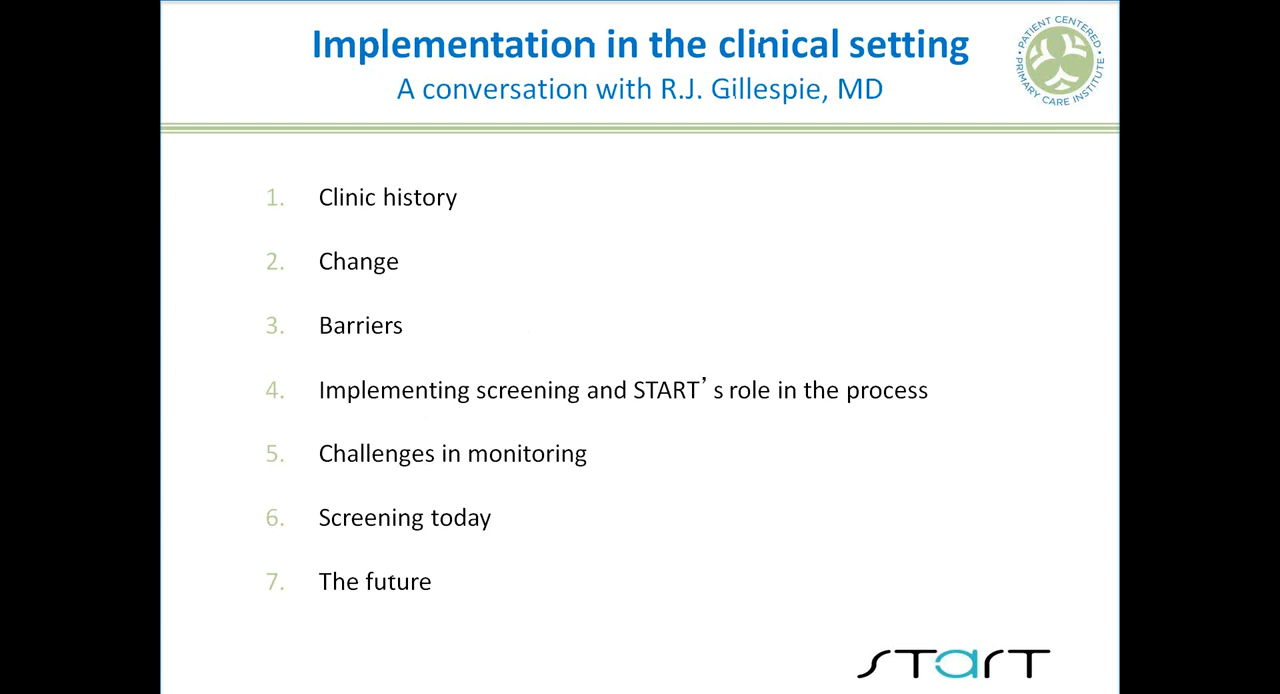 Implementation in the clinical setting
A conversation with R.J. Gillespie, MD
PATIENT CENTERED
PRIMARY CARE INSTITUTE
1. Clinic history
2. Change
3. Barriers
4. Implementing screening and START’s role in the process
5. Challenges in monitoring
6. Screening today
7. The future
START